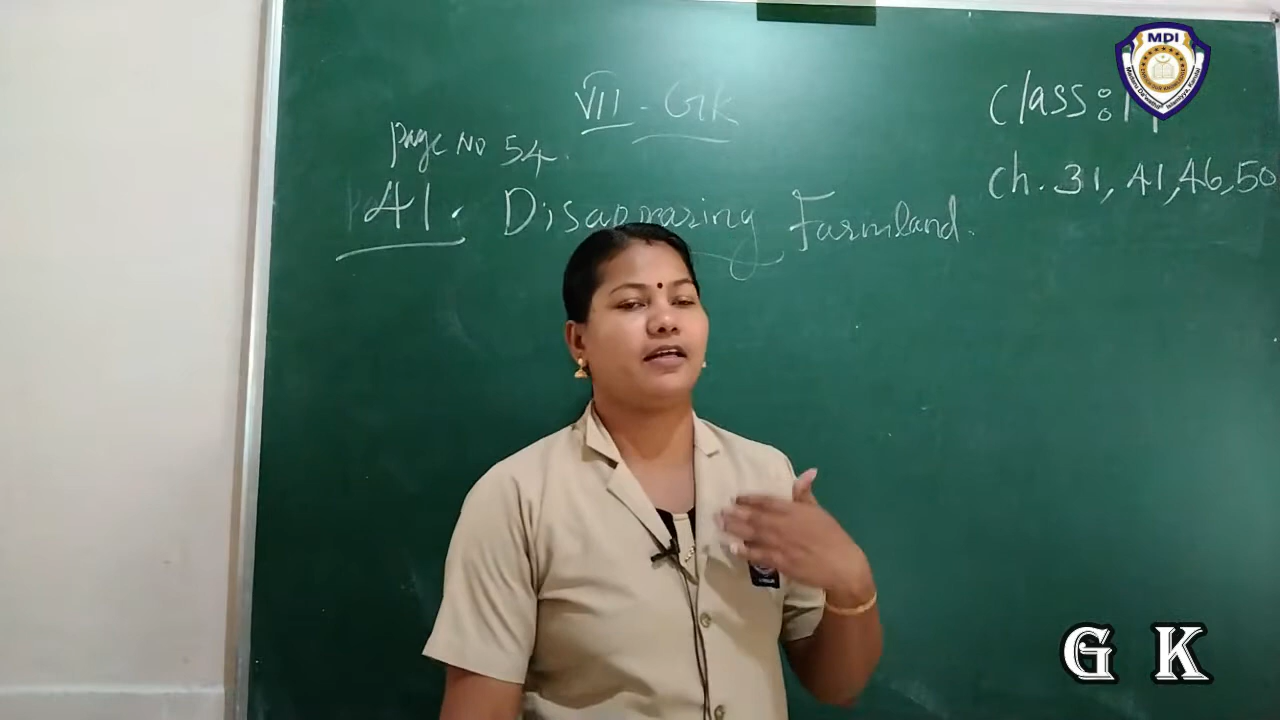 VII - GK
Page No 54.
41. Disappearing Farmland.
class:
ch. 31, 41, 46, 50
MDI
G K